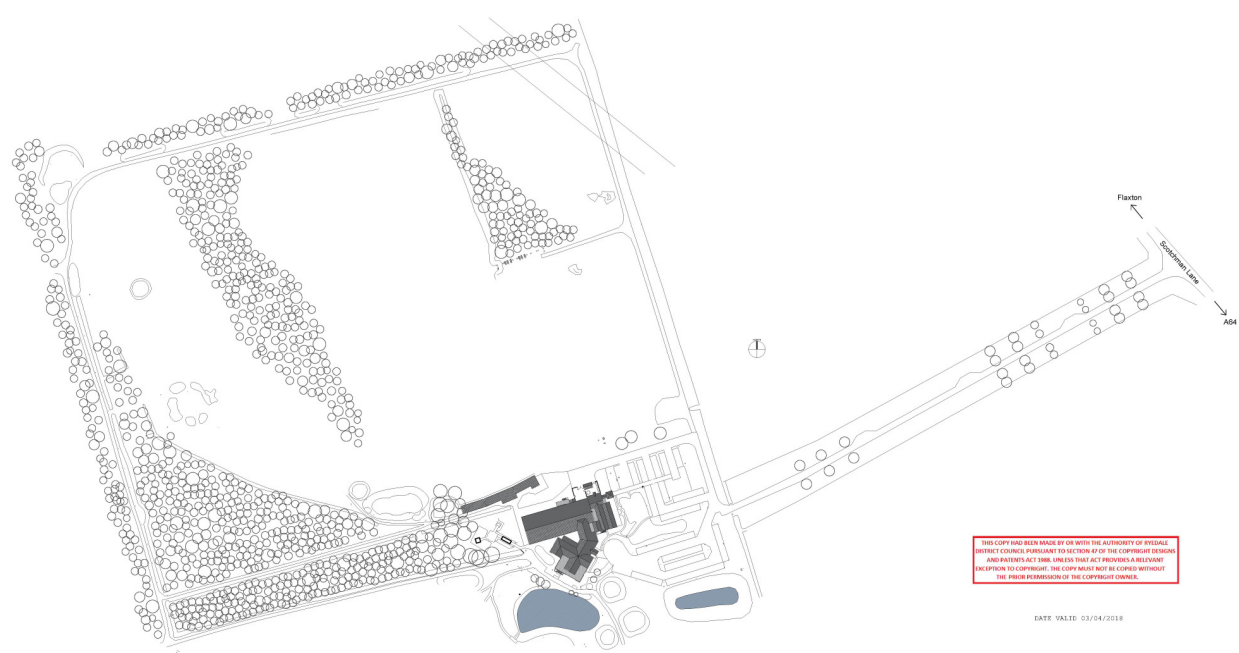 Flaxton
Scotchman Lane
A64
THIS COPY HAD BEEN MADE BY OR WITH THE AUTHORITY OF RYEDALE
DISTRICT COUNCIL PURSUANT TO SECTION 47 OF THE COPYRIGHT DESIGNS
AND PATENTS ACT 1988. UNLESS THAT ACT PROVIDES A RELEVANT
EXCEPTION TO COPYRIGHT. THE COPY MUST NOT BE COPIED WITHOUT
THE PRIOR PERMISSION OF THE COPYRIGHT OWNER.
DATE VALID 03/04/2018